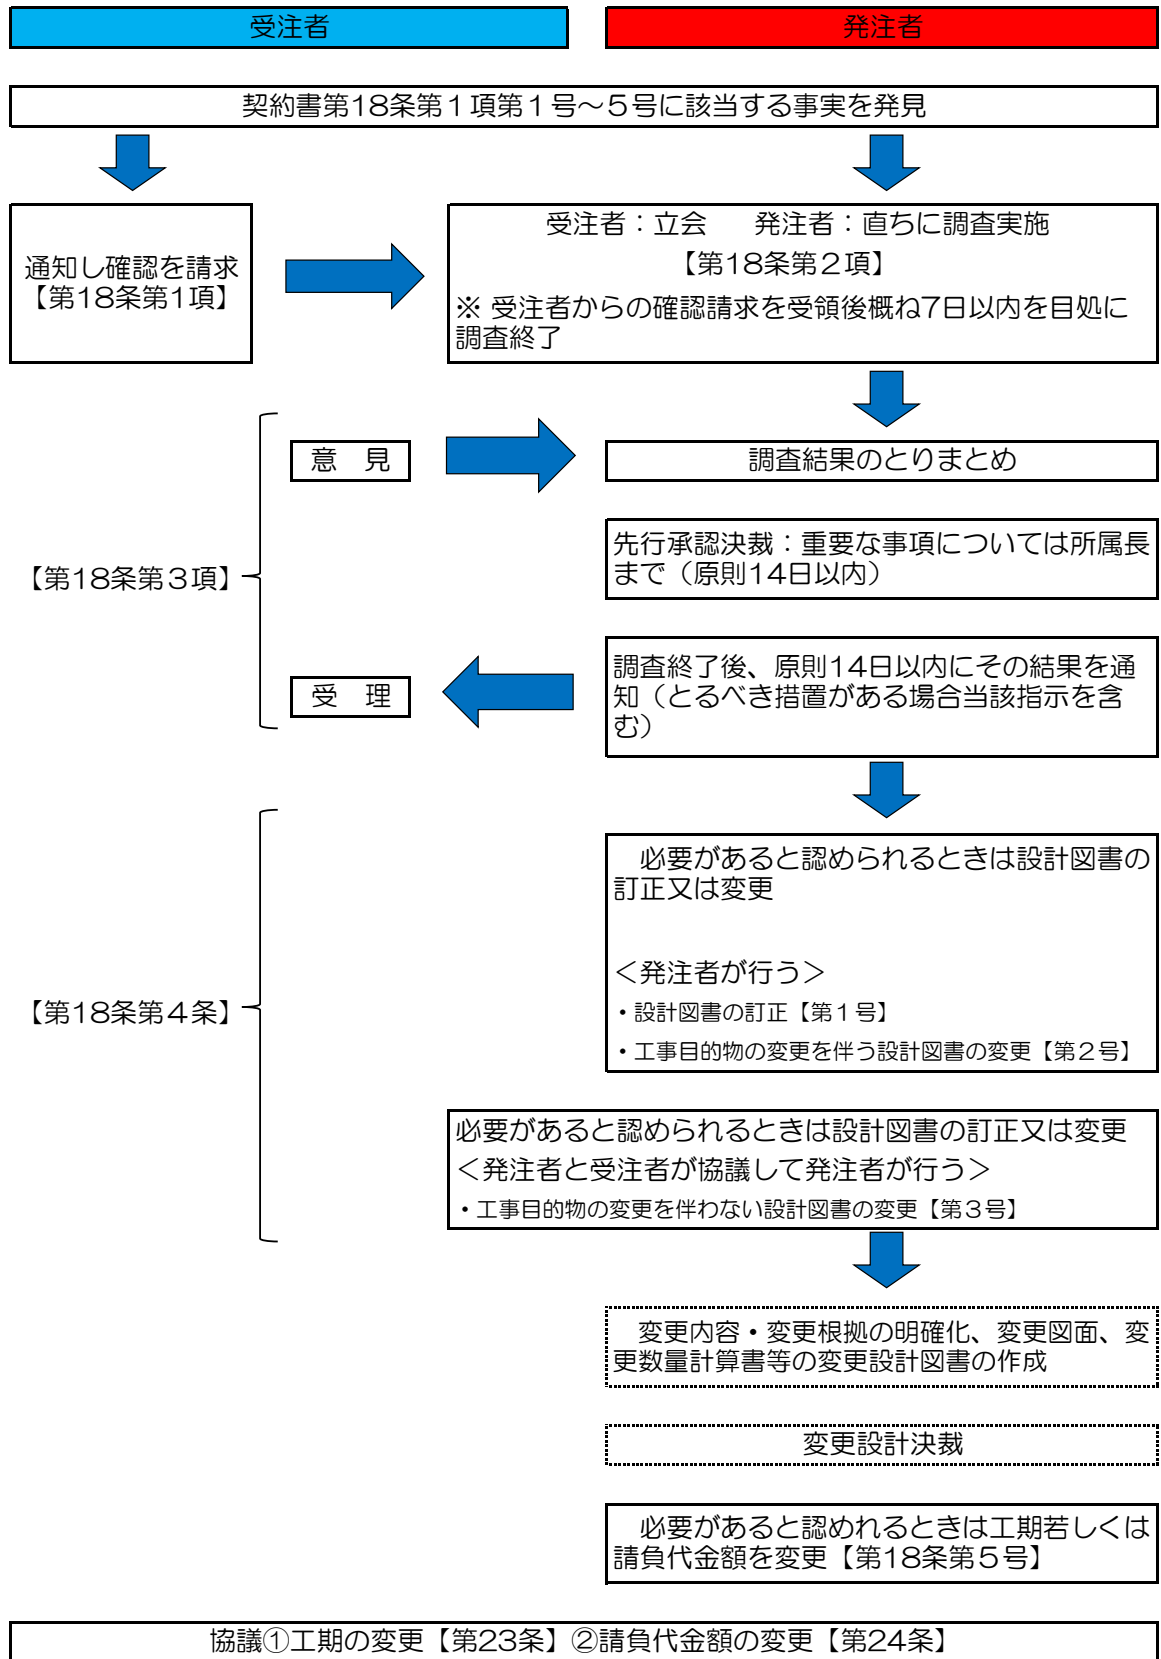 受注者
発注者
契約書第18条第１項第１号～５号に該当する事実を発見
通知し確認を請求
【第18条第1項】
受注者：立会　　発注者：直ちに調査実施
【第18条第２項】
※ 受注者からの確認請求を受領後概ね7日以内を目処に
調査終了
意　見
調査結果のとりまとめ
先行承認決裁：重要な事項については所属長
まで（原則14日以内）
【第18条第３項】
受　理
調査終了後、原則14日以内にその結果を通
知（とるべき措置がある場合当該指示を含
む）
必要があると認められるときは設計図書の
訂正又は変更
＜発注者が行う＞
・設計図書の訂正【第１号】
・工事目的物の変更を伴う設計図書の変更【第２号】
【第18条第４条】
必要があると認められるときは設計図書の訂正又は変更
＜発注者と受注者が協議して発注者が行う＞
・工事目的物の変更を伴わない設計図書の変更【第３号】
変更内容・変更根拠の明確化、変更図面、変
更数量計算書等の変更設計図書の作成
変更設計決裁
必要があると認めれるときは工期若しくは
請負代金額を変更【第18条第５号】
協議①工期の変更【第23条】②請負代金額の変更【第24条】